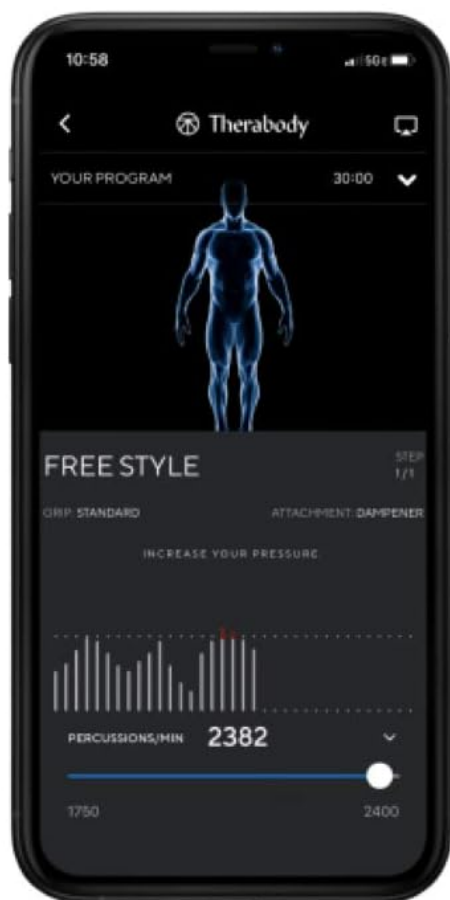 10:58
5Ge
Therabody
YOUR PROGRAM 30:00
FREE STYLE
STEP
1/1
GRIP: STANDARD ATTACHMENT: DAMPENER
INCREASE YOUR PRESSURE
PERCUSSIONS/MIN 2382
1750 2400